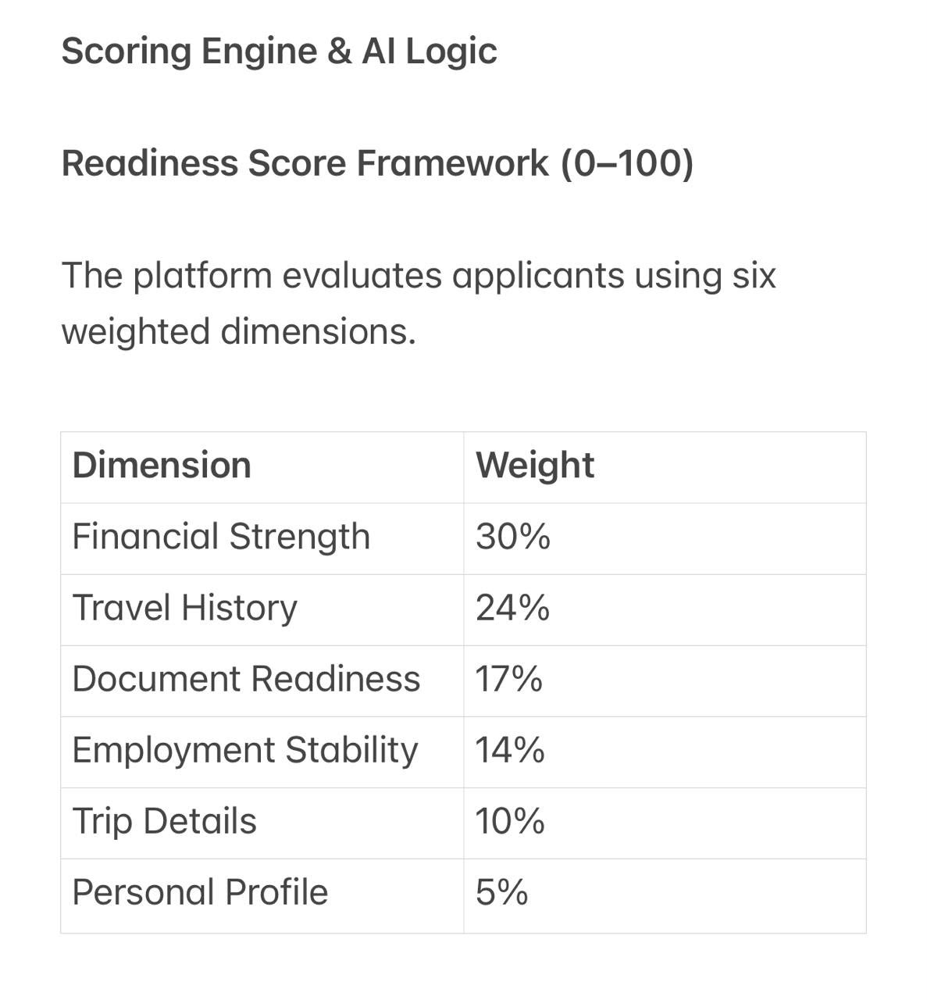 Scoring Engine & AI Logic
Readiness Score Framework (0–100)
The platform evaluates applicants using six
weighted dimensions.
Dimension Weight
Financial Strength 30%
Travel History 24%
Document Readiness 17%
Employment Stability 14%
Trip Details 10%
Personal Profile 5%